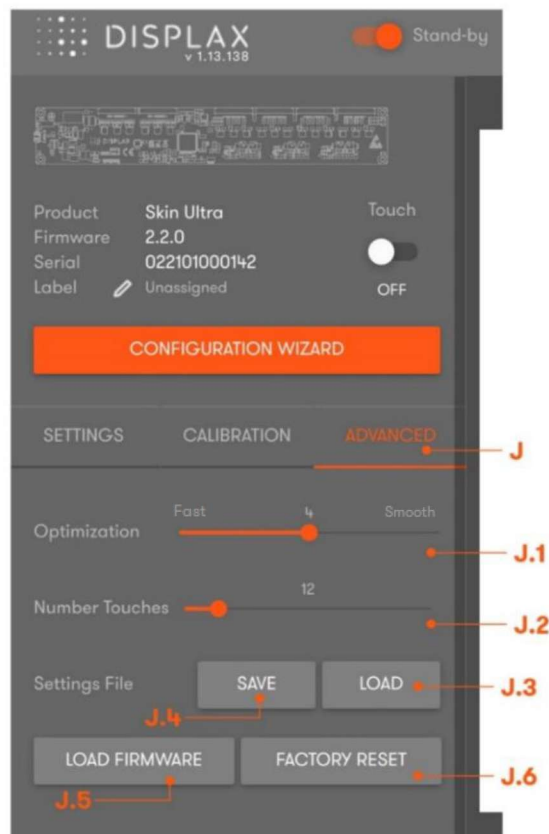 DISPLAX
v 1.13.138
Stand-by
DISPLAX
Product Skin Ultra
Firmware 2.2.0
Serial 022101000142
Label Unassigned
Touch
OFF
CONFIGURATION WIZARD
SETTINGS CALIBRATION ADVANCED
J
Fast 4 Smooth
Optimization
J.1
12
Number Touches
J.2
Settings File SAVE LOAD
J.3
J.4
LOAD FIRMWARE FACTORY RESET
J.6
J.5